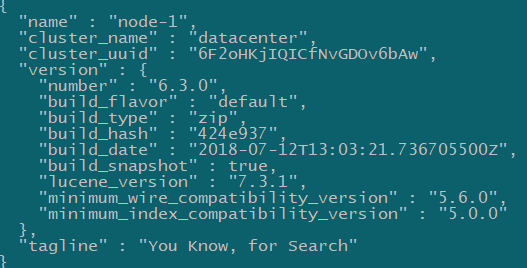 {
  "name" : "node-1",
  "cluster_name" : "datacenter",
  "cluster_uuid" : "6F2oHKjIQICfNvGDOv6bAw",
  "version" : {
    "number" : "6.3.0",
    "build_flavor" : "default",
    "build_type" : "zip",
    "build_hash" : "424e937",
    "build_date" : "2018-07-12T13:03:21.736705500Z",
    "build_snapshot" : true,
    "lucene_version" : "7.3.1",
    "minimum_wire_compatibility_version" : "5.6.0",
    "minimum_index_compatibility_version" : "5.0.0"
  },
  "tagline" : "You Know, for Search"
}